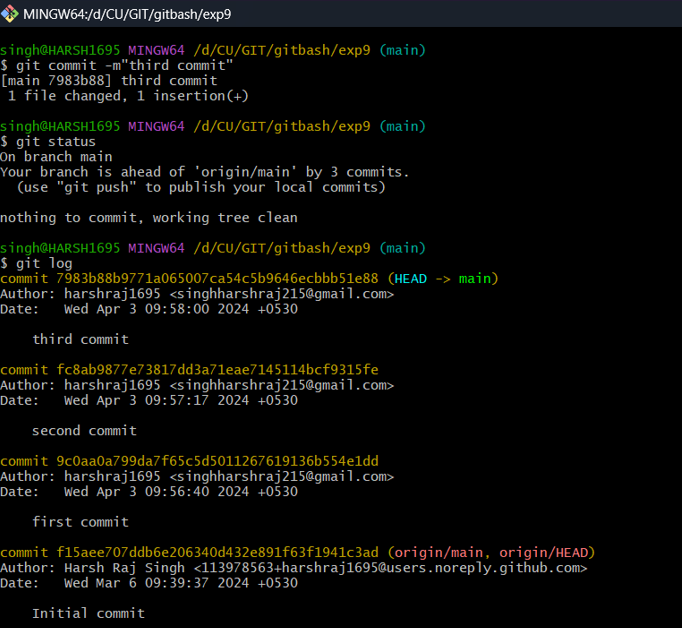 MINGW64:/d/CU/GIT/gitbash/exp9
singh@HARSH1695 MINGW64 /d/CU/GIT/gitbash/exp9 (main)
$ git commit -m"third commit"
[main 7983b88] third commit
 1 file changed, 1 insertion(+)
singh@HARSH1695 MINGW64 /d/CU/GIT/gitbash/exp9 (main)
$ git status
On branch main
Your branch is ahead of 'origin/main' by 3 commits.
  (use "git push" to publish your local commits)
nothing to commit, working tree clean
singh@HARSH1695 MINGW64 /d/CU/GIT/gitbash/exp9 (main)
$ git log
commit 7983b88b9771a065007ca54c5b9646ecbbb51e88 (HEAD -> main)
Author: harshraj1695 <singhharshraj215@gmail.com>
Date:   Wed Apr 3 09:58:00 2024 +0530
    third commit
commit fc8ab9877e73817dd3a71eae7145114bcf9315fe
Author: harshraj1695 <singhharshraj215@gmail.com>
Date:   Wed Apr 3 09:57:17 2024 +0530
    second commit
commit 9c0aa0a799da7f65c5d5011267619136b554e1dd
Author: harshraj1695 <singhharshraj215@gmail.com>
Date:   Wed Apr 3 09:56:40 2024 +0530
    first commit
commit f15aee707ddb6e206340d432e891f63f1941c3ad (origin/main, origin/HEAD)
Author: Harsh Raj Singh <113978563+harshraj1695@users.noreply.github.com>
Date:   Wed Mar 6 09:39:37 2024 +0530
    Initial commit